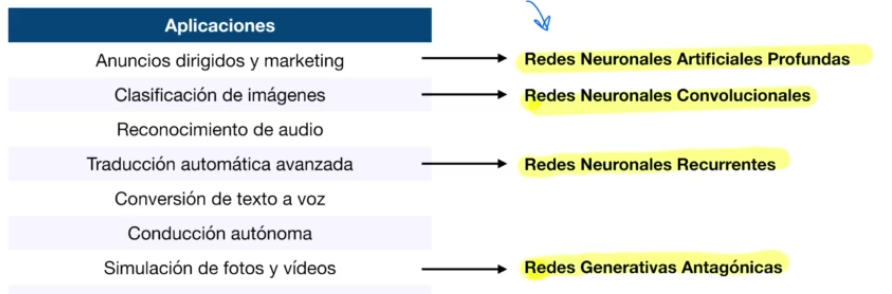 Aplicaciones
Anuncios dirigidos y marketing Redes Neuronales Artificiales Profundas
Clasificación de imágenes Redes Neuronales Convolucionales
Reconocimiento de audio
Traducción automática avanzada Redes Neuronales Recurrentes
Conversión de texto a voz
Conducción autónoma
Simulación de fotos y vídeos Redes Generativas Antagónicas